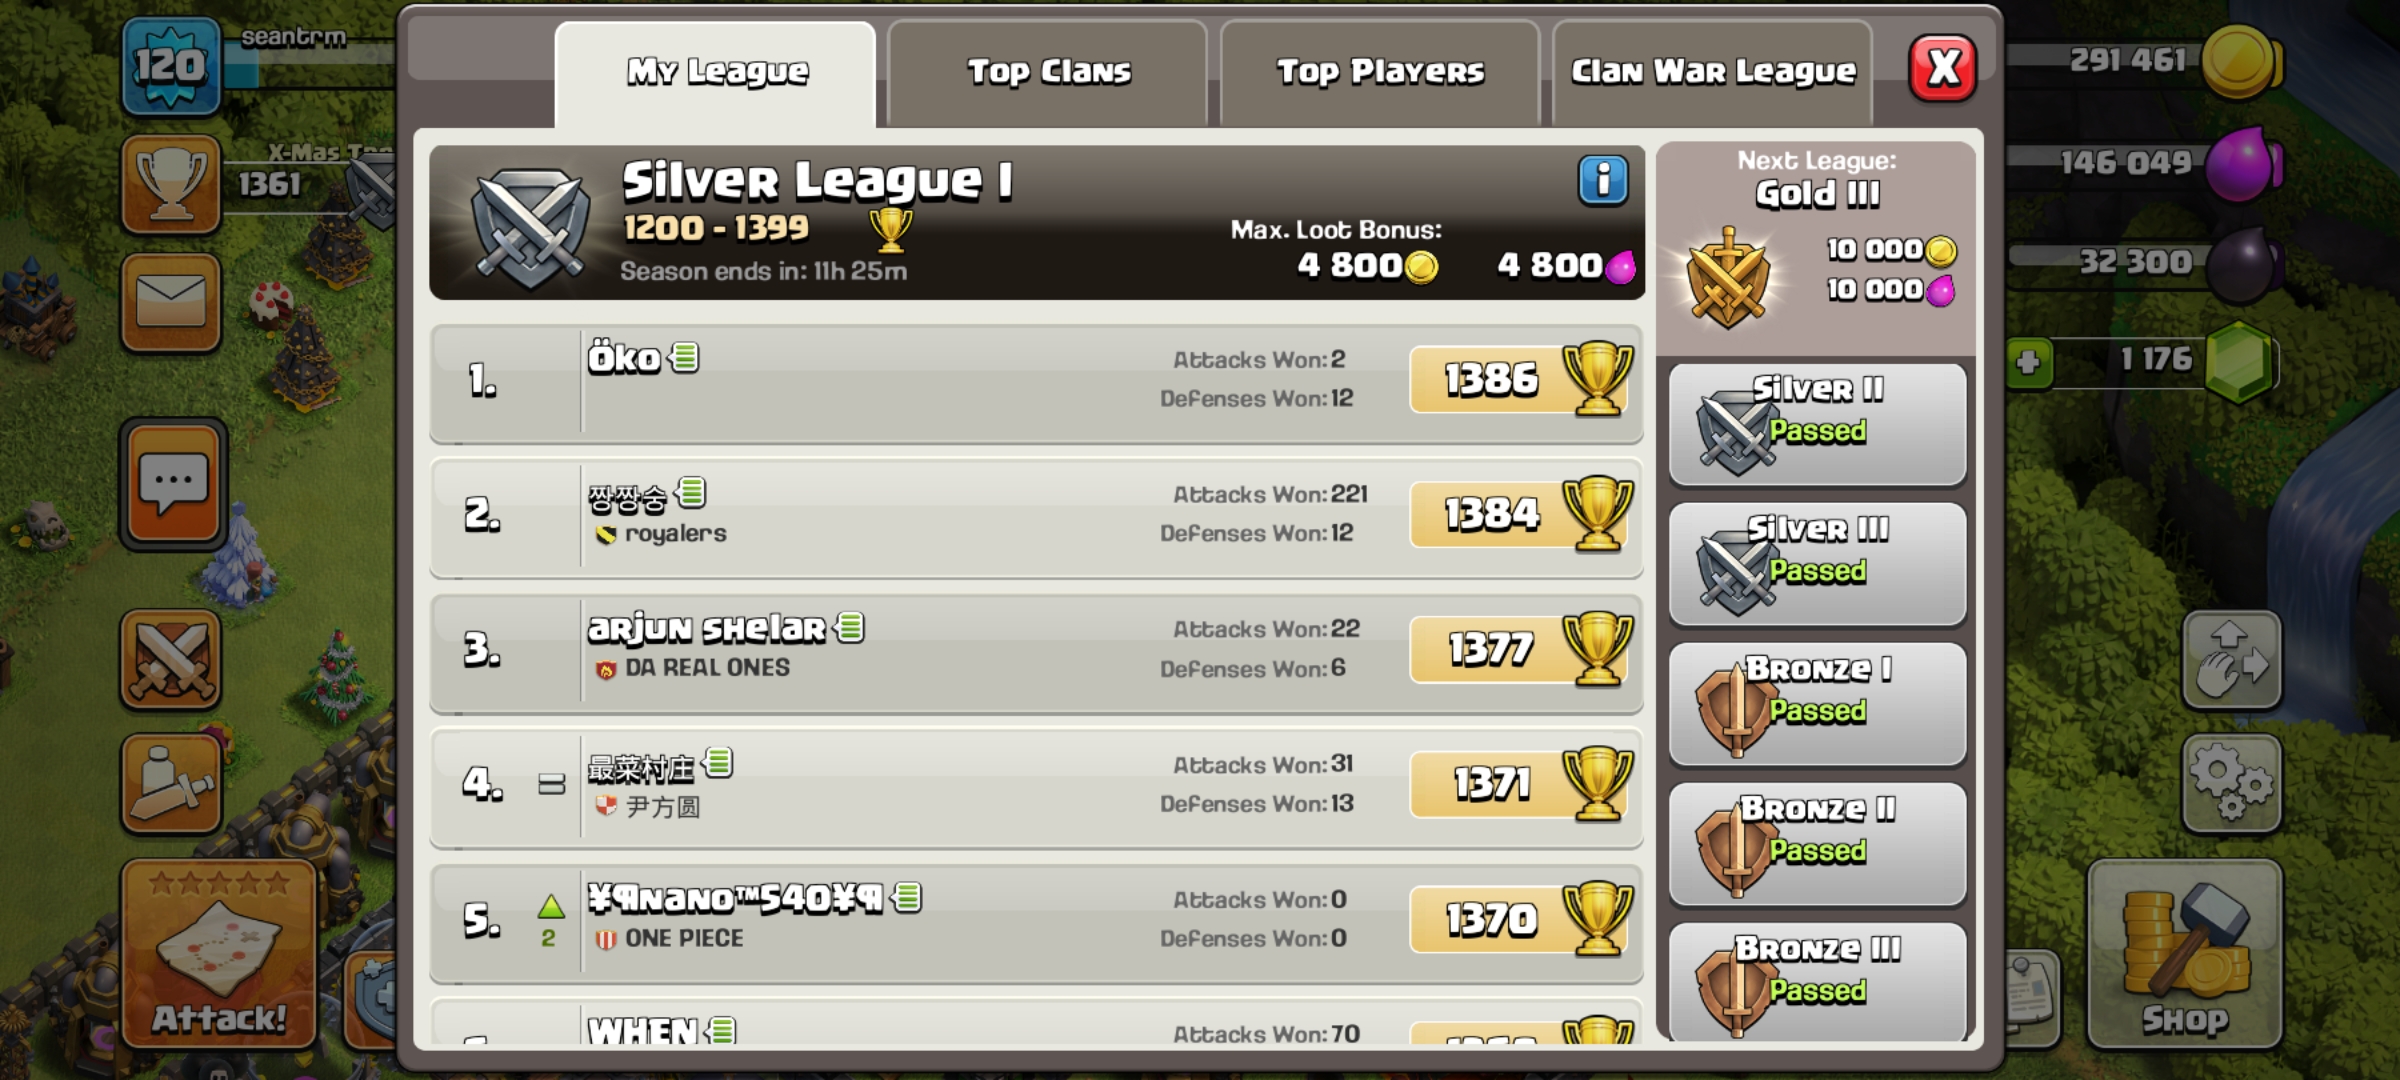 120
seantrm
1361
My League
Top Clans
Top Players
Clan War League
X
291 461
146 049
32 300
1 176
Silver League I
1200 - 1399
Season ends in: 11h 25m
i
Max. Loot Bonus:
4 800 4 800
Next League:
Gold III
10 000
10 000
1.
Öko
Attacks Won: 2
Defenses Won: 12
1386
2.
짱짱숭
royalers
Attacks Won: 221
Defenses Won: 12
1384
3.
arjun shelar
DA REAL ONES
Attacks Won: 22
Defenses Won: 6
1377
4. =
最菜村庄
尹方圆
Attacks Won: 31
Defenses Won: 13
1371
5.
2
¥¶nano™540¥¶
ONE PIECE
Attacks Won: 0
Defenses Won: 0
1370
WHEN
Attacks Won: 70
Silver II
Passed
Silver III
Passed
Bronze I
Passed
Bronze II
Passed
Bronze III
Passed
Attack!
Shop